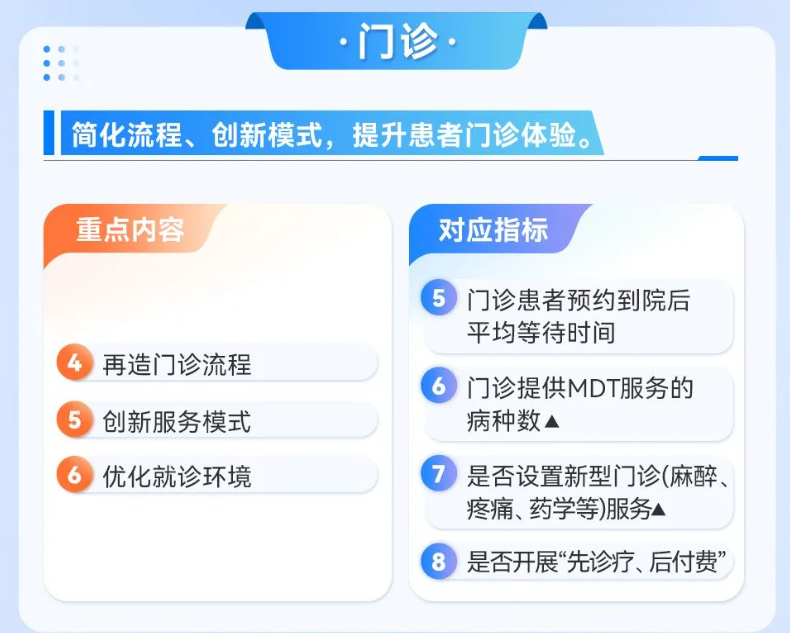 ·门诊·
简化流程、创新模式，提升患者门诊体验。
重点内容
4 再造门诊流程
5 创新服务模式
6 优化就诊环境
对应指标
5 门诊患者预约到院后
平均等待时间
6 门诊提供MDT服务的
病种数▲
7 是否设置新型门诊(麻醉、
疼痛、药学等)服务▲
8 是否开展“先诊疗、后付费”